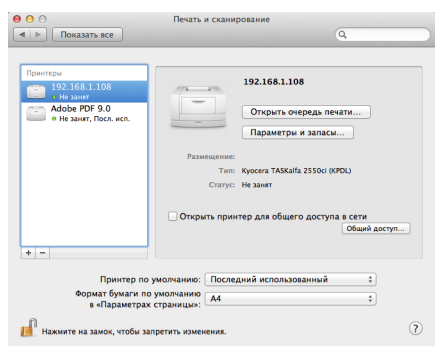 Печать и сканирование
Показать все
Принтеры
192.168.1.108
Не занят
Adobe PDF 9.0
Не занят, Посл. исп.
+ −
192.168.1.108
Открыть очередь печати...
Параметры и запасы...
Размещение:
Тип: Kyocera TASKalfa 2550ci (KPDL)
Статус: Не занят
Открыть принтер для общего доступа в сети
Общий доступ...
Принтер по умолчанию: Последний использованный
Формат бумаги по умолчанию
в «Параметрах страницы»: A4
Нажмите на замок, чтобы запретить изменения.
?